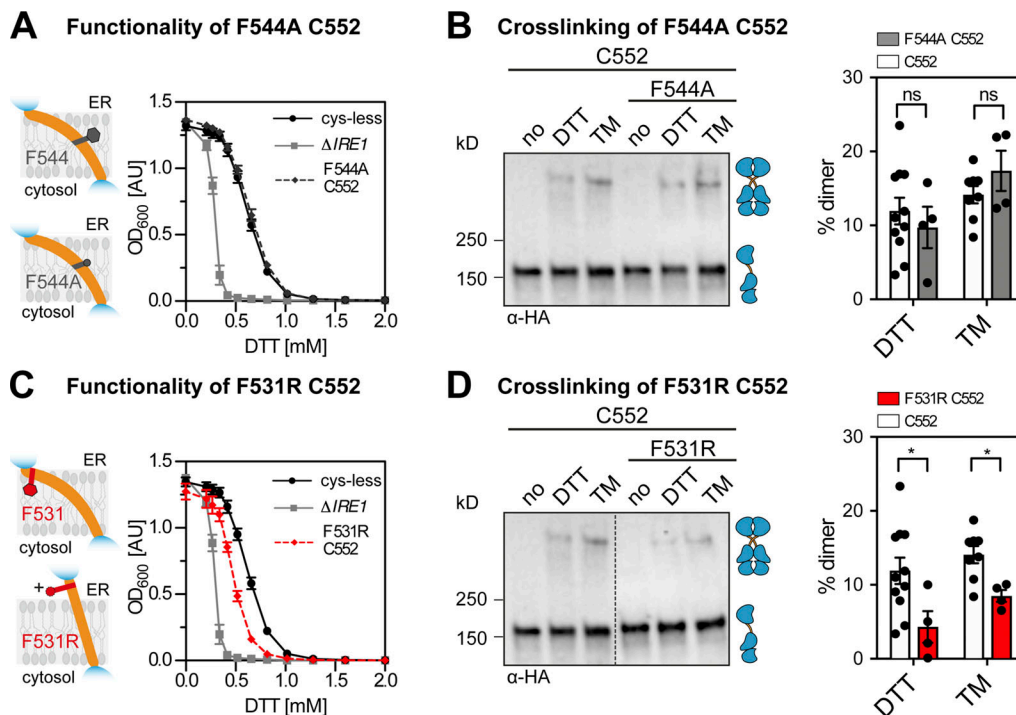 A Functionality of F544A C552
ER
F544
cytosol
ER
F544A
cytosol
OD600 [AU]
1.5
1.0
0.5
0.0
0.0 0.5 1.0 1.5 2.0
DTT [mM]
cys-less
ΔIRE1
F544A
C552
B Crosslinking of F544A C552
C552
F544A
no DTT TM no DTT TM
kD
250
150
α-HA
F544A C552
C552
% dimer
30
20
10
0
ns ns
DTT TM
C Functionality of F531R C552
ER
F531
cytosol
+ ER
F531R
cytosol
OD600 [AU]
1.5
1.0
0.5
0.0
0.0 0.5 1.0 1.5 2.0
DTT [mM]
cys-less
ΔIRE1
F531R
C552
D Crosslinking of F531R C552
C552
F531R
no DTT TM no DTT TM
kD
250
150
α-HA
F531R C552
C552
% dimer
30
20
10
0
* *
DTT TM